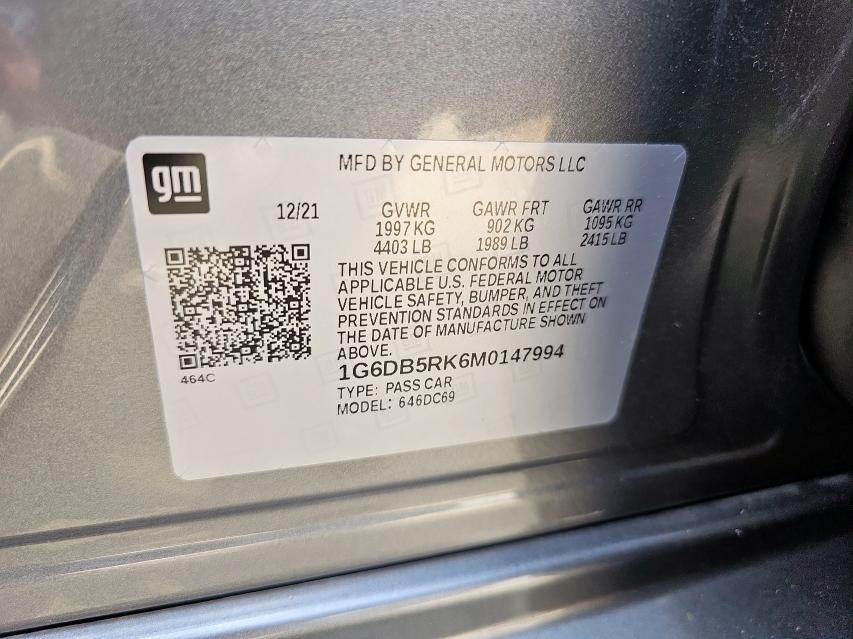 gm
MFD BY GENERAL MOTORS LLC
12/21 GVWR GAWR FRT GAWR RR
1997 KG 902 KG 1095 KG
4403 LB 1989 LB 2415 LB
THIS VEHICLE CONFORMS TO ALL
APPLICABLE U.S. FEDERAL MOTOR
VEHICLE SAFETY, BUMPER, AND THEFT
PREVENTION STANDARDS IN EFFECT ON
THE DATE OF MANUFACTURE SHOWN
ABOVE.
1G6DB5RK6M0147994
TYPE: PASS CAR
MODEL: 646DC69
464C